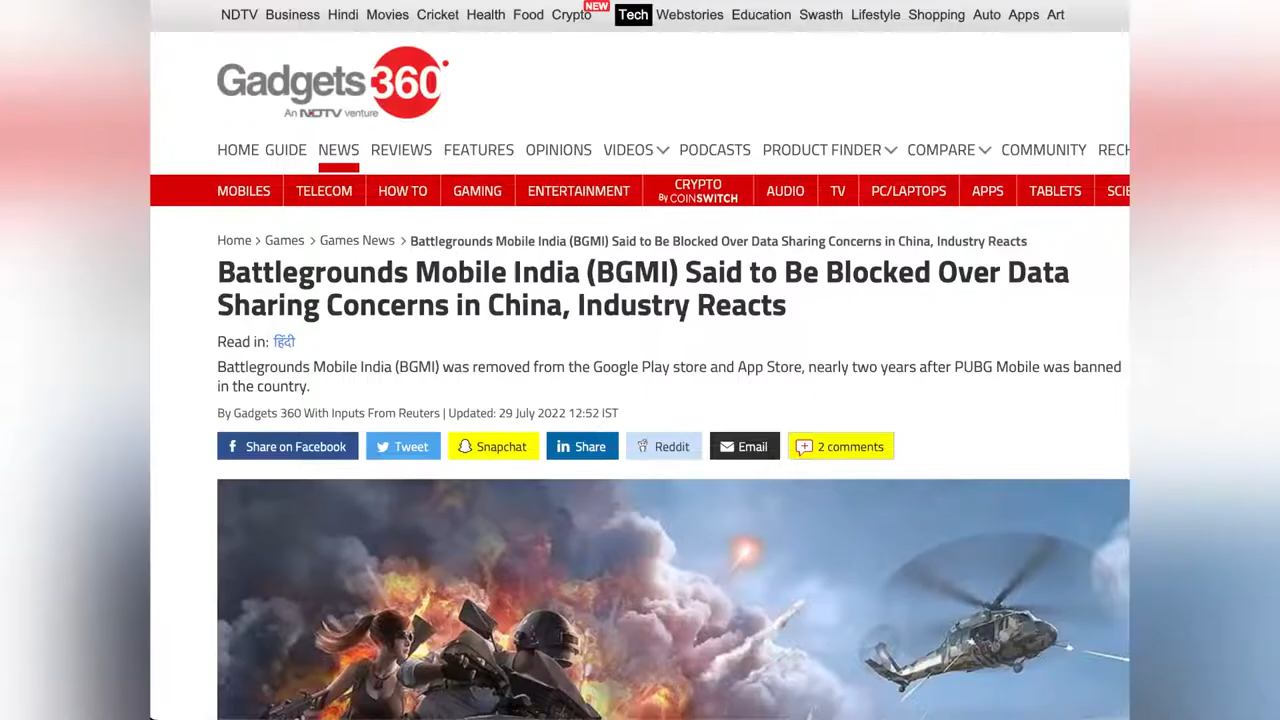 NDTV Business Hindi Movies Cricket Health Food Crypto NEW Tech Webstories Education Swasth Lifestyle Shopping Auto Apps Art
Gadgets 360
An NDTV venture
HOME GUIDE NEWS REVIEWS FEATURES OPINIONS VIDEOS PODCASTS PRODUCT FINDER COMPARE COMMUNITY RECH
MOBILES TELECOM HOW TO GAMING ENTERTAINMENT CRYPTO By COINSWITCH AUDIO TV PC/LAPTOPS APPS TABLETS SCIE
Home > Games > Games News > Battlegrounds Mobile India (BGMI) Said to Be Blocked Over Data Sharing Concerns in China, Industry Reacts
Battlegrounds Mobile India (BGMI) Said to Be Blocked Over Data
Sharing Concerns in China, Industry Reacts
Read in: हिंदी
Battlegrounds Mobile India (BGMI) was removed from the Google Play store and App Store, nearly two years after PUBG Mobile was banned
in the country.
By Gadgets 360 With Inputs From Reuters | Updated: 29 July 2022 12:52 IST
Share on Facebook Tweet Snapchat in Share Reddit Email 2 comments